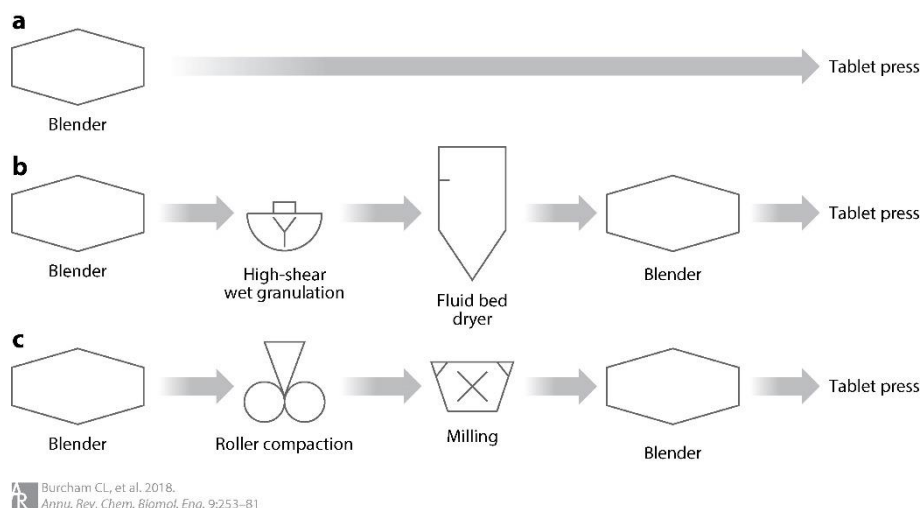 a
Blender
Tablet press
b
Blender
High-shear
wet granulation
Fluid bed
dryer
Blender
Tablet press
c
Blender
Roller compaction
Milling
Blender
Tablet press
AR
Burcham CL, et al. 2018.
Annu. Rev. Chem. Biomol. Eng. 9:253–81